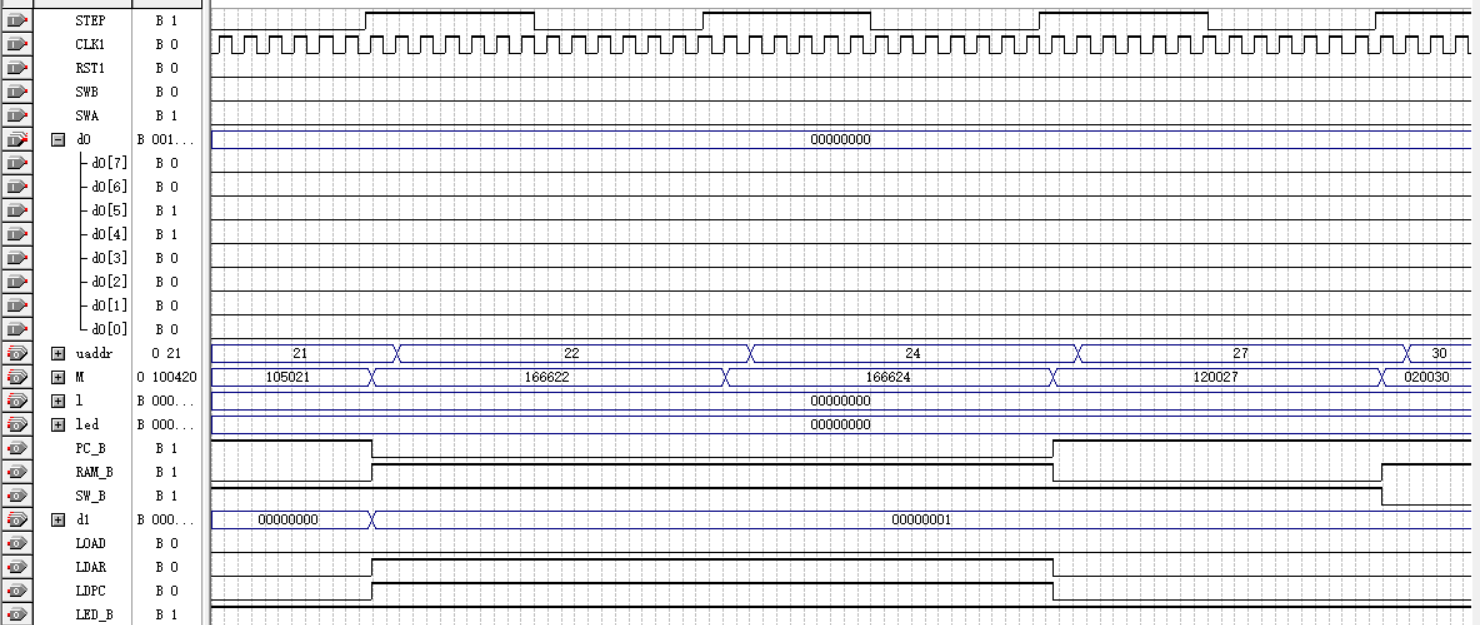 STEP B 1
CLK1 B 0
RST1 B 0
SWB B 0
SWA B 1
d0 B 001... 00000000
d0[7] B 0
d0[6] B 0
d0[5] B 1
d0[4] B 1
d0[3] B 0
d0[2] B 0
d0[1] B 0
d0[0] B 0
uaddr O 21 21 22 24 27 30
M O 100420 105021 166622 166624 120027 020030
l B 000... 00000000
led B 000... 00000000
PC_B B 1
RAM_B B 1
SW_B B 1
d1 B 000... 00000000 00000001
LOAD B 0
LDAR B 0
LDPC B 0
LED_B B 1